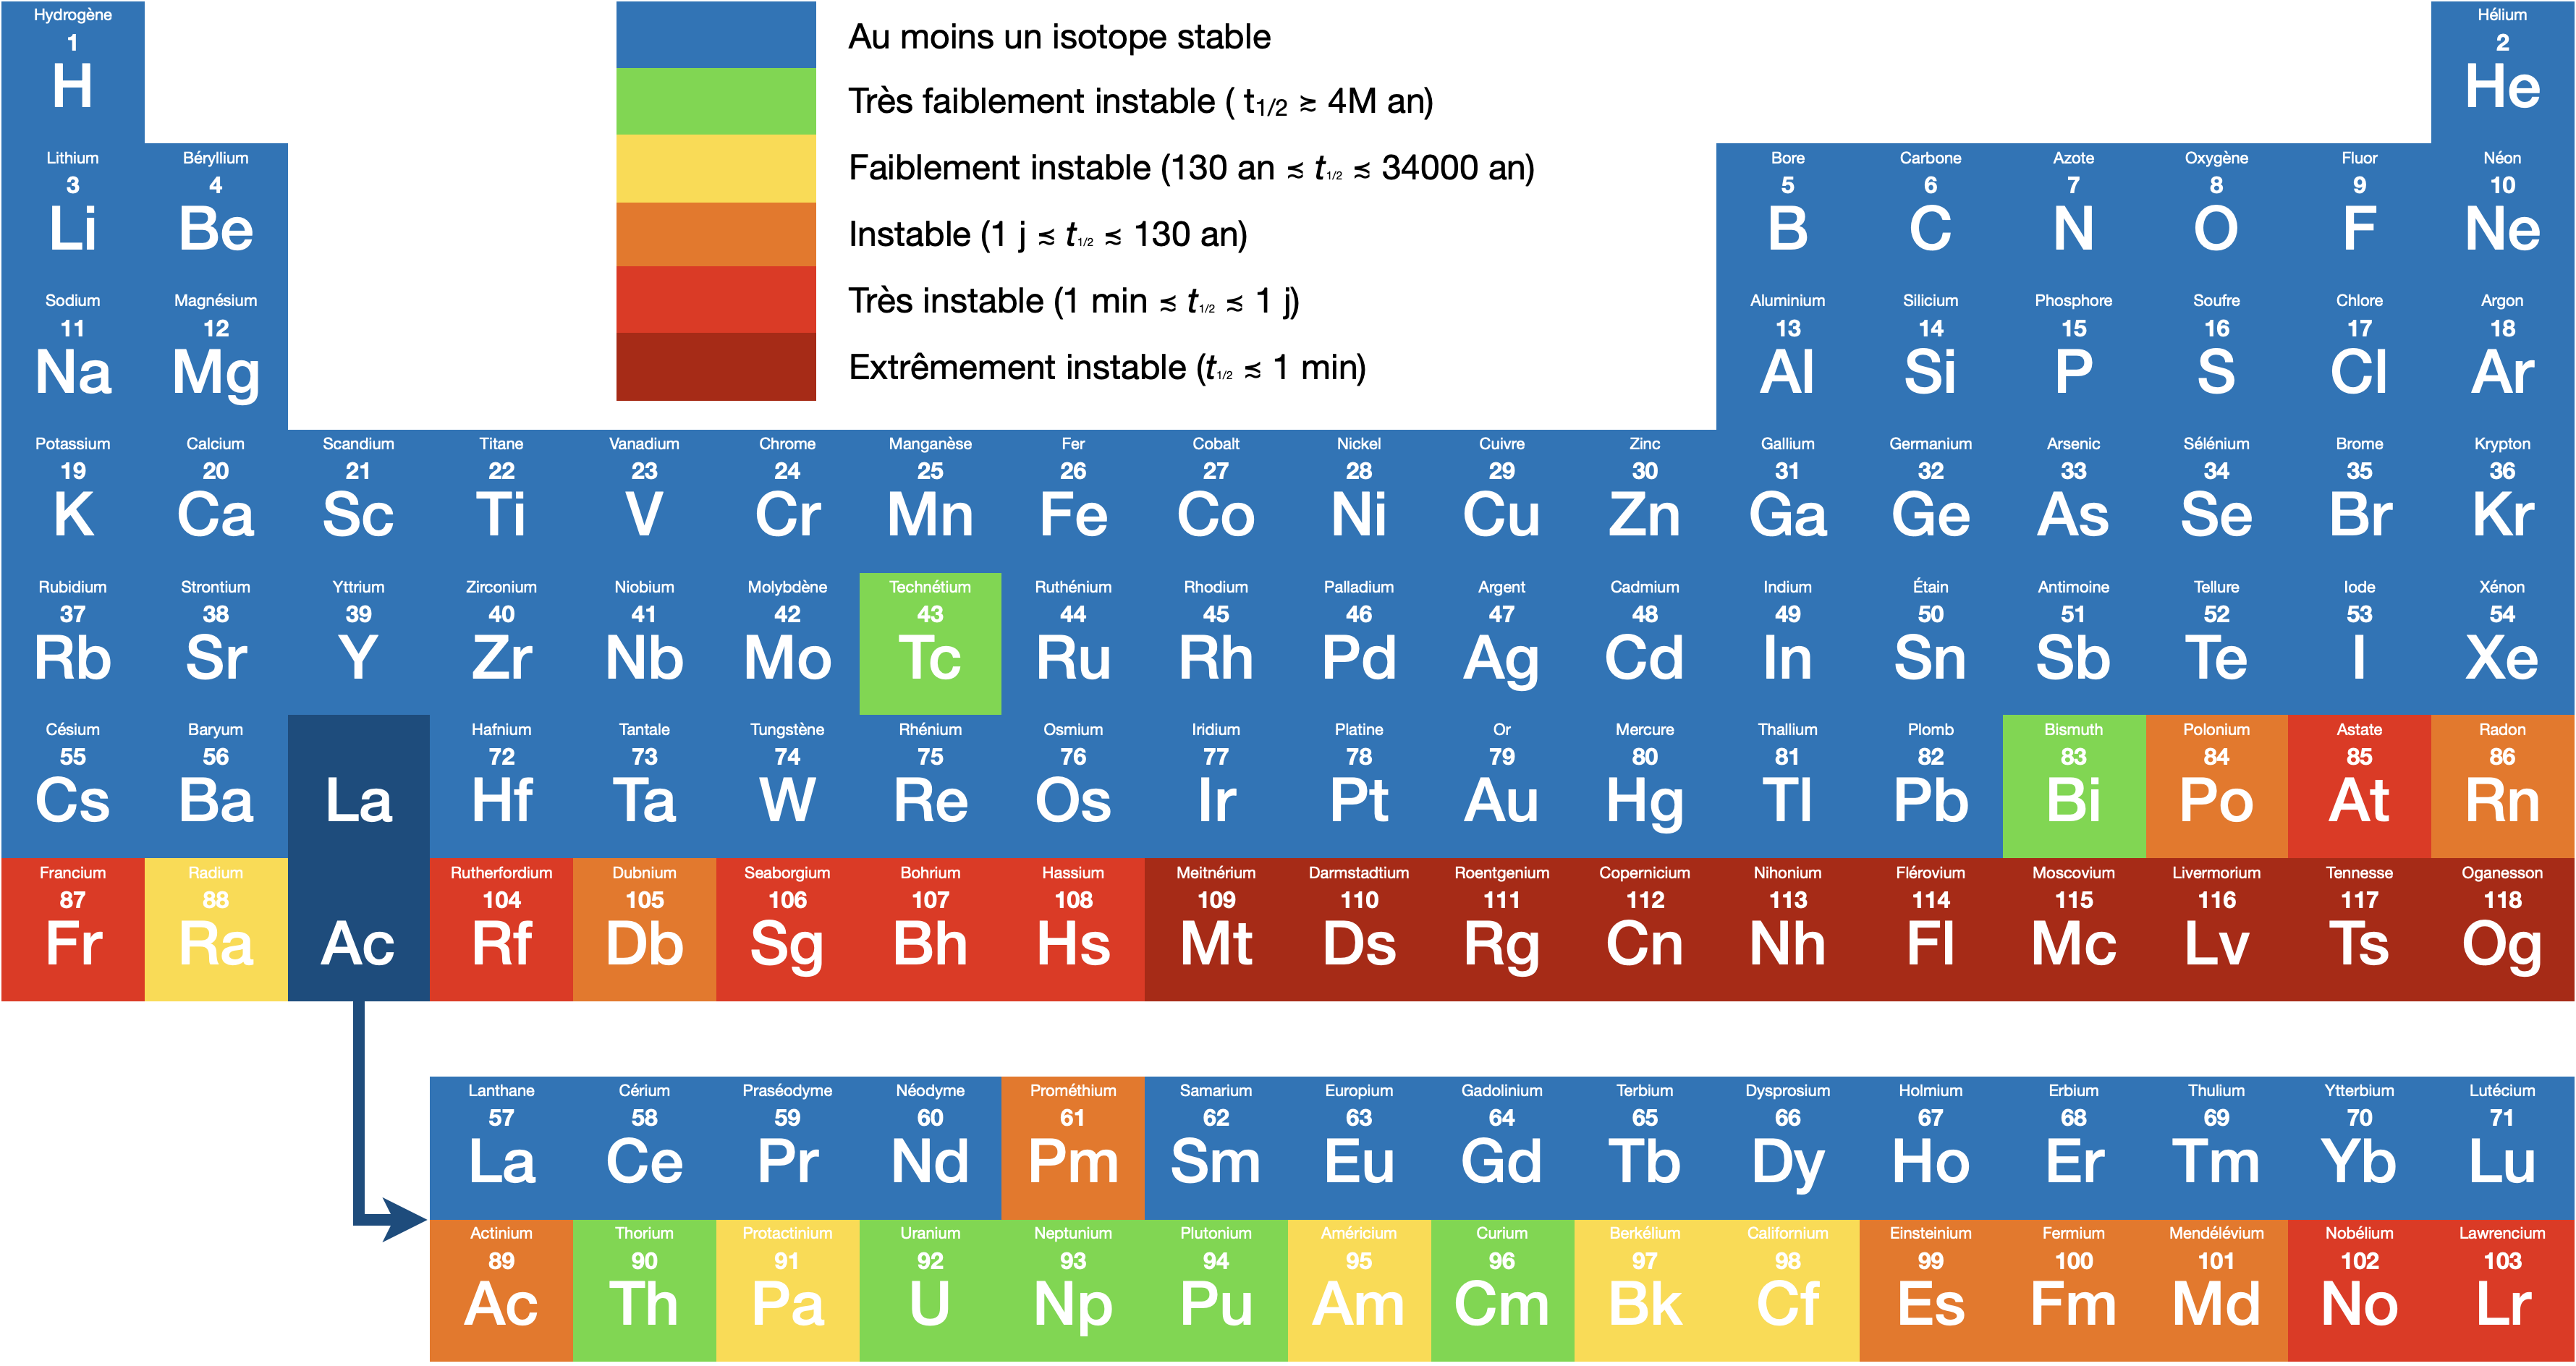 Hydrogène
1
H
Hélium
2
He
Au moins un isotope stable
Très faiblement instable ( t1/2 ≳ 4M an)
Faiblement instable (130 an ≲ t1/2 ≲ 34000 an)
Instable (1 j ≲ t1/2 ≲ 130 an)
Très instable (1 min ≲ t1/2 ≲ 1 j)
Extrêmement instable (t1/2 ≲ 1 min)
Lithium Béryllium Bore Carbone Azote Oxygène Fluor Néon
3 4 5 6 7 8 9 10
Li Be B C N O F Ne
Sodium Magnésium Aluminium Silicium Phosphore Soufre Chlore Argon
11 12 13 14 15 16 17 18
Na Mg Al Si P S Cl Ar
Potassium Calcium Scandium Titane Vanadium Chrome Manganèse Fer Cobalt Nickel Cuivre Zinc Gallium Germanium Arsenic Sélénium Brome Krypton
19 20 21 22 23 24 25 26 27 28 29 30 31 32 33 34 35 36
K Ca Sc Ti V Cr Mn Fe Co Ni Cu Zn Ga Ge As Se Br Kr
Rubidium Strontium Yttrium Zirconium Niobium Molybdène Technétium Ruthénium Rhodium Palladium Argent Cadmium Indium Étain Antimoine Tellure Iode Xénon
37 38 39 40 41 42 43 44 45 46 47 48 49 50 51 52 53 54
Rb Sr Y Zr Nb Mo Tc Ru Rh Pd Ag Cd In Sn Sb Te I Xe
Césium Baryum Hafnium Tantale Tungstène Rhénium Osmium Iridium Platine Or Mercure Thallium Plomb Bismuth Polonium Astate Radon
55 56 72 73 74 75 76 77 78 79 80 81 82 83 84 85 86
Cs Ba La Hf Ta W Re Os Ir Pt Au Hg Tl Pb Bi Po At Rn
Francium Radium Rutherfordium Dubnium Seaborgium Bohrium Hassium Meitnérium Darmstadtium Roentgenium Copernicium Nihonium Flérovium Moscovium Livermorium Tennesse Oganesson
87 88 104 105 106 107 108 109 110 111 112 113 114 115 116 117 118
Fr Ra Ac Rf Db Sg Bh Hs Mt Ds Rg Cn Nh Fl Mc Lv Ts Og
Lanthane Cérium Praséodyme Néodyme Prométhium Samarium Europium Gadolinium Terbium Dysprosium Holmium Erbium Thulium Ytterbium Lutécium
57 58 59 60 61 62 63 64 65 66 67 68 69 70 71
La Ce Pr Nd Pm Sm Eu Gd Tb Dy Ho Er Tm Yb Lu
Actinium Thorium Protactinium Uranium Neptunium Plutonium Américium Curium Berkélium Californium Einsteinium Fermium Mendélévium Nobélium Lawrencium
89 90 91 92 93 94 95 96 97 98 99 100 101 102 103
Ac Th Pa U Np Pu Am Cm Bk Cf Es Fm Md No Lr